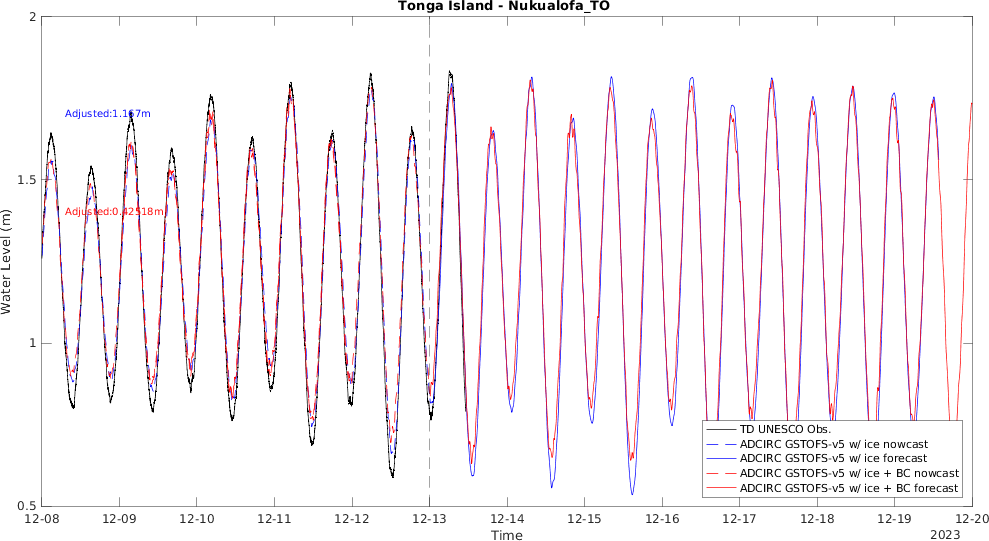 Tonga Island - Nukualofa_TO
2
Adjusted:1.167m
1.5
Adjusted:0.42518m
Water Level (m)
1
TD UNESCO Obs.
ADCIRC GSTOFS-v5 w/ ice nowcast
ADCIRC GSTOFS-v5 w/ ice forecast
ADCIRC GSTOFS-v5 w/ ice + BC nowcast
ADCIRC GSTOFS-v5 w/ ice + BC forecast
0.5
12-08 12-09 12-10 12-11 12-12 12-13 12-14 12-15 12-16 12-17 12-18 12-19 12-20
Time 2023